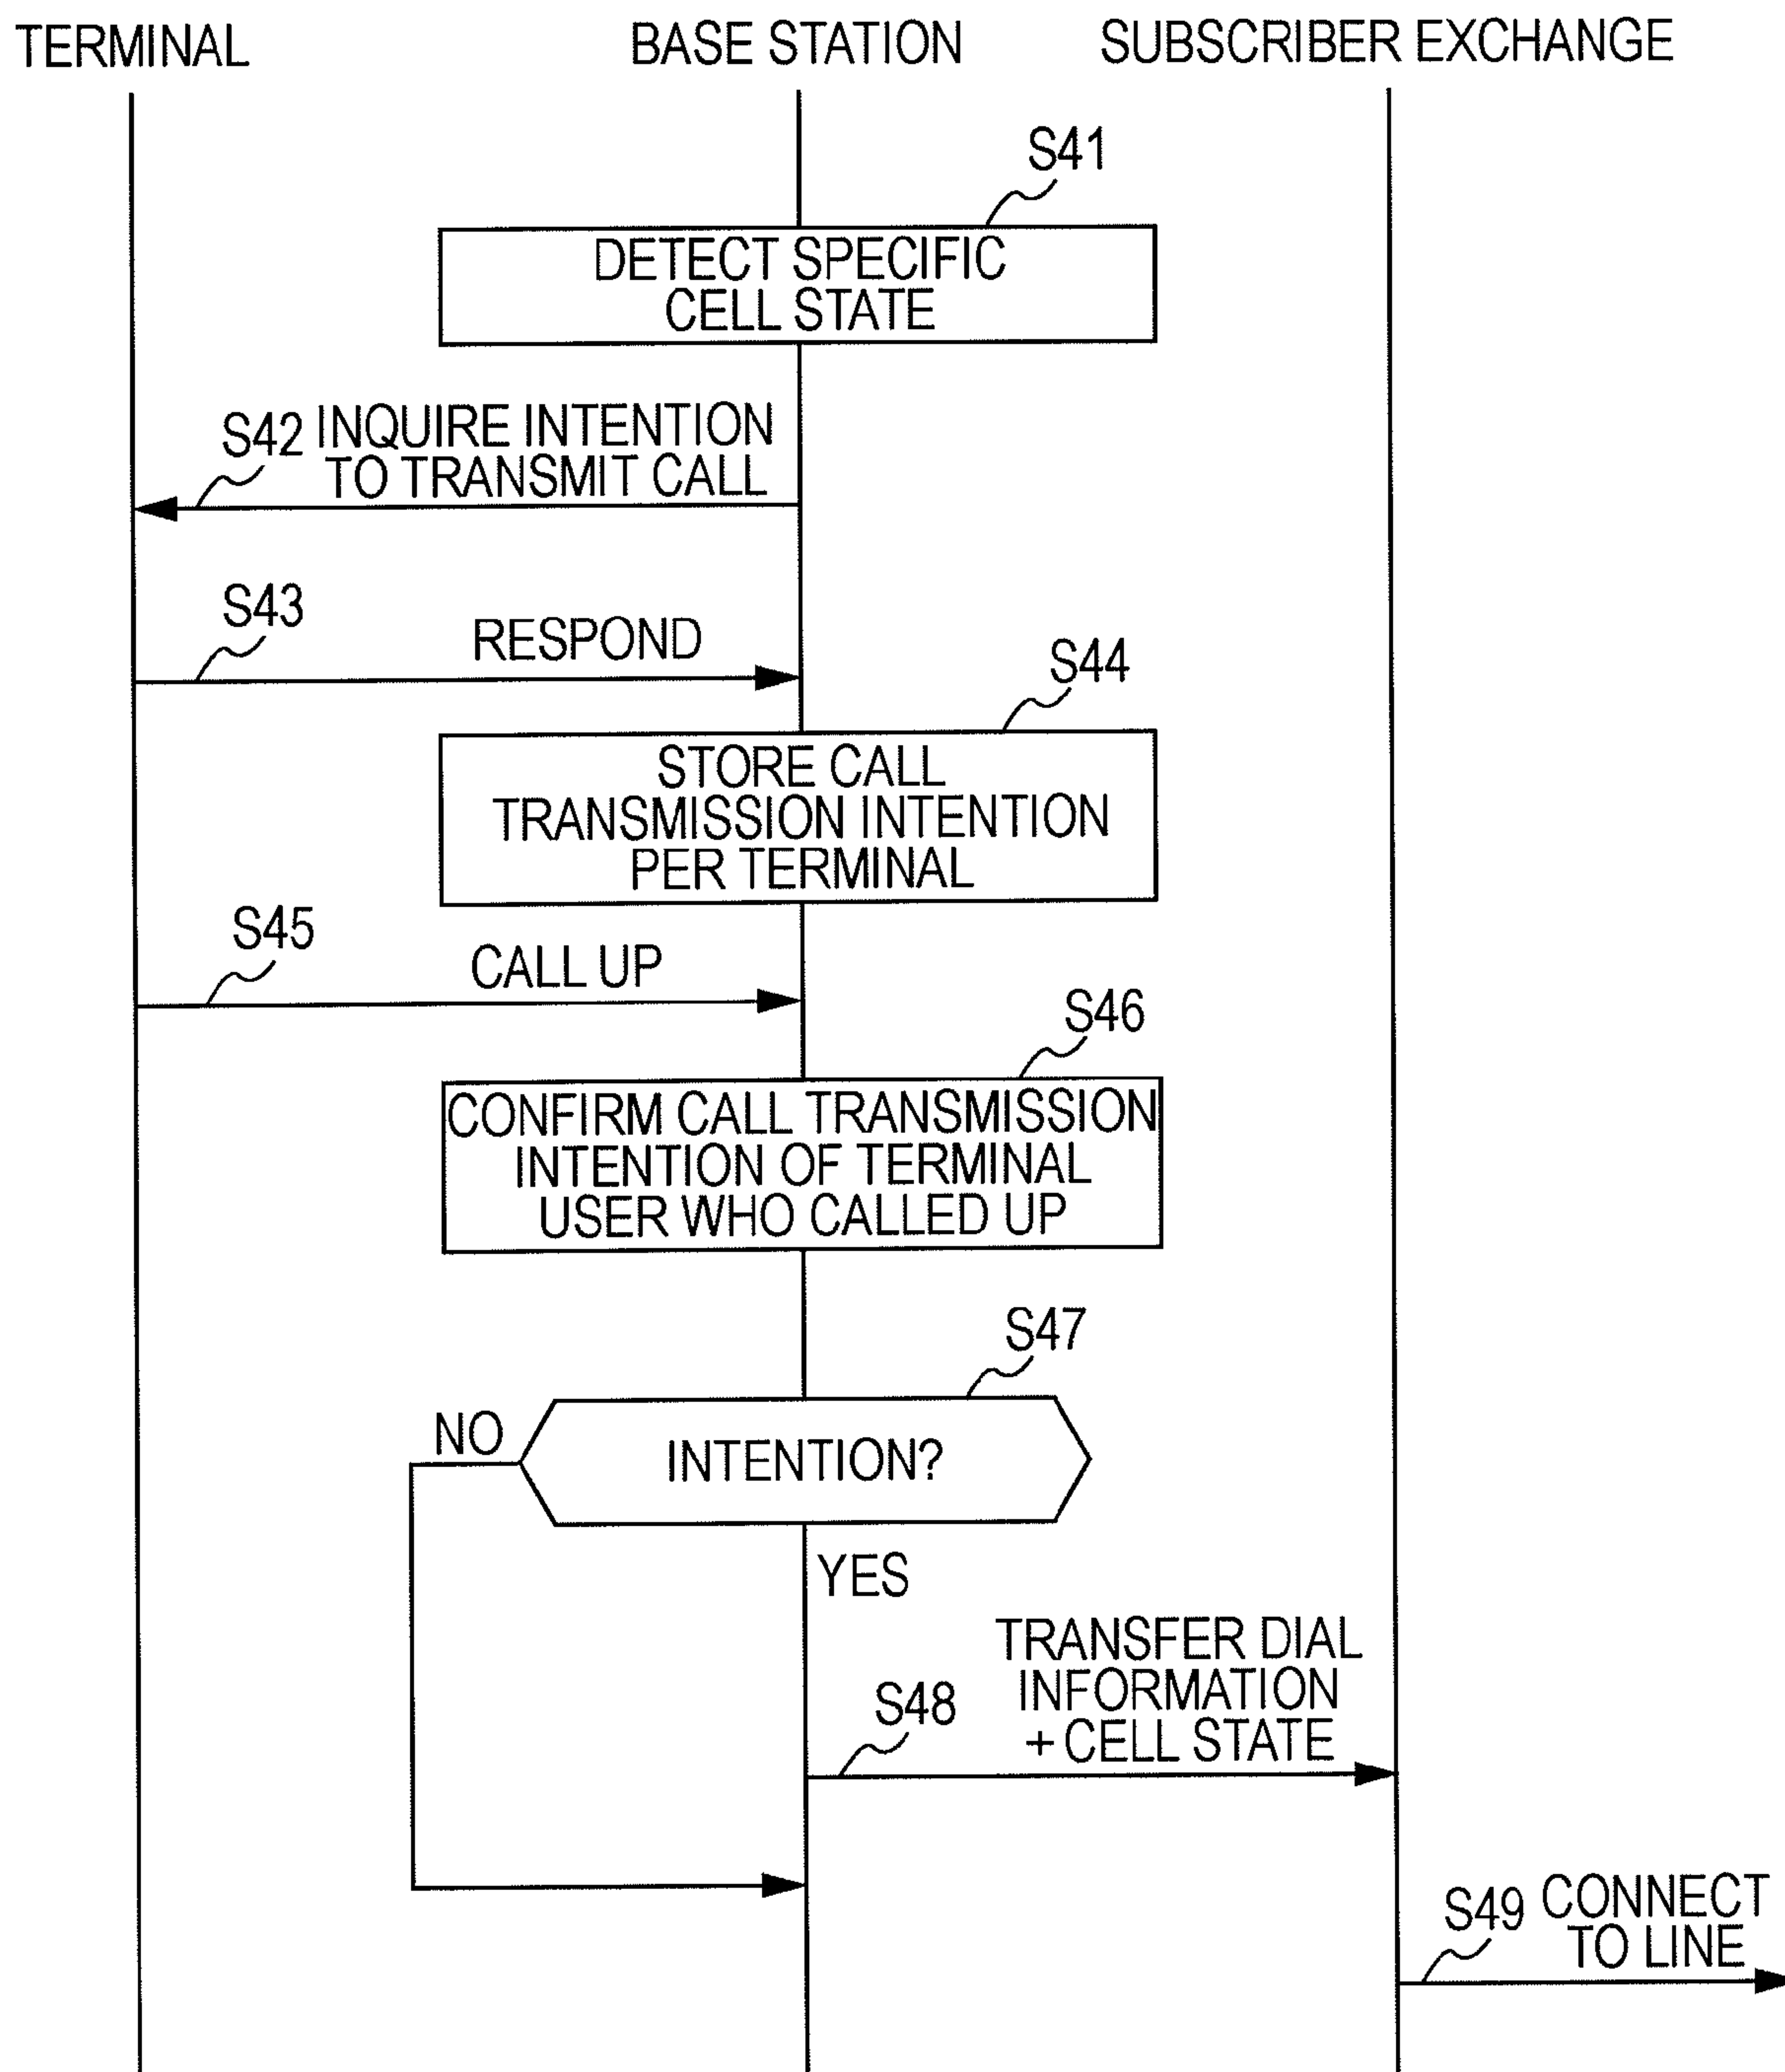 TERMINAL
BASE STATION
SUBSCRIBER EXCHANGE
S41
DETECT SPECIFIC
CELL STATE
S42
INQUIRE INTENTION
TO TRANSMIT CALL
S43
RESPOND
S44
STORE CALL
TRANSMISSION INTENTION
PER TERMINAL
S45
CALL UP
S46
CONFIRM CALL TRANSMISSION
INTENTION OF TERMINAL
USER WHO CALLED UP
S47
NO
INTENTION?
YES
TRANSFER DIAL
INFORMATION
+ CELL STATE
S48
S49
CONNECT
TO LINE